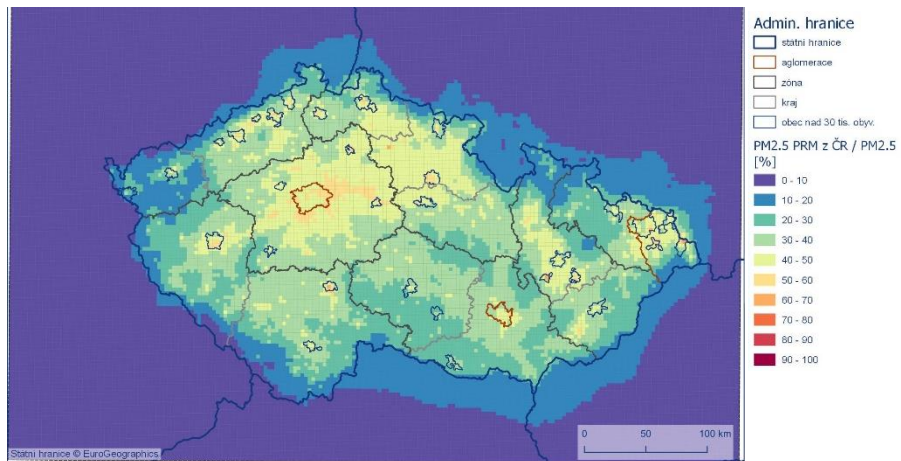 Admin. hranice
státní hranice
aglomerace
zóna
kraj
obec nad 30 tis. obyv.
PM2.5 PRM z ČR / PM2.5
[%]
0 - 10
10 - 20
20 - 30
30 - 40
40 - 50
50 - 60
60 - 70
70 - 80
80 - 90
90 - 100
0 50 100 km
Státní hranice © EuroGeographics